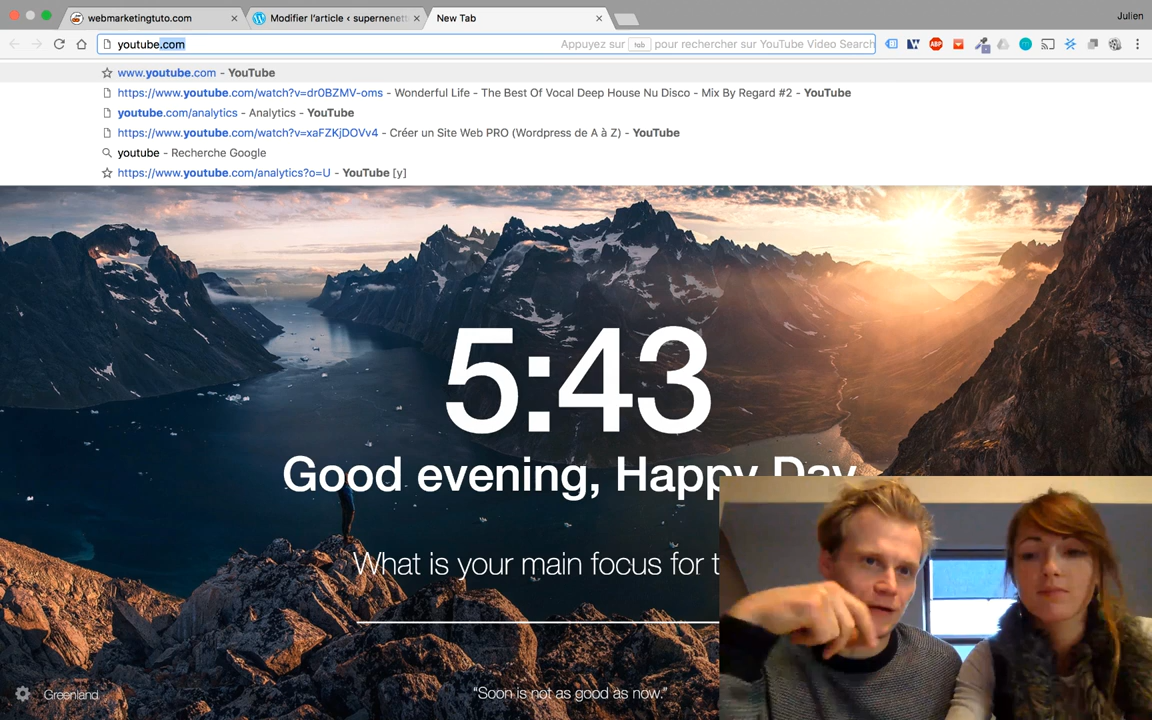 webmarketingtuto.com
Modifier l'article ‹ supernenett
New Tab
Julien
youtube.com
Appuyez sur tab pour rechercher sur YouTube Video Search
www.youtube.com - YouTube
https://www.youtube.com/watch?v=dr0BZMV-oms - Wonderful Life - The Best Of Vocal Deep House Nu Disco - Mix By Regard #2 - YouTube
youtube.com/analytics - Analytics - YouTube
https://www.youtube.com/watch?v=xaFZKjDOVv4 - Créer un Site Web PRO (Wordpress de A à Z) - YouTube
youtube - Recherche Google
https://www.youtube.com/analytics?o=U - YouTube [y]
5:43
Good evening, Happy Day
What is your main focus for t
Greenland
“Soon is not as good as now.”
ABP